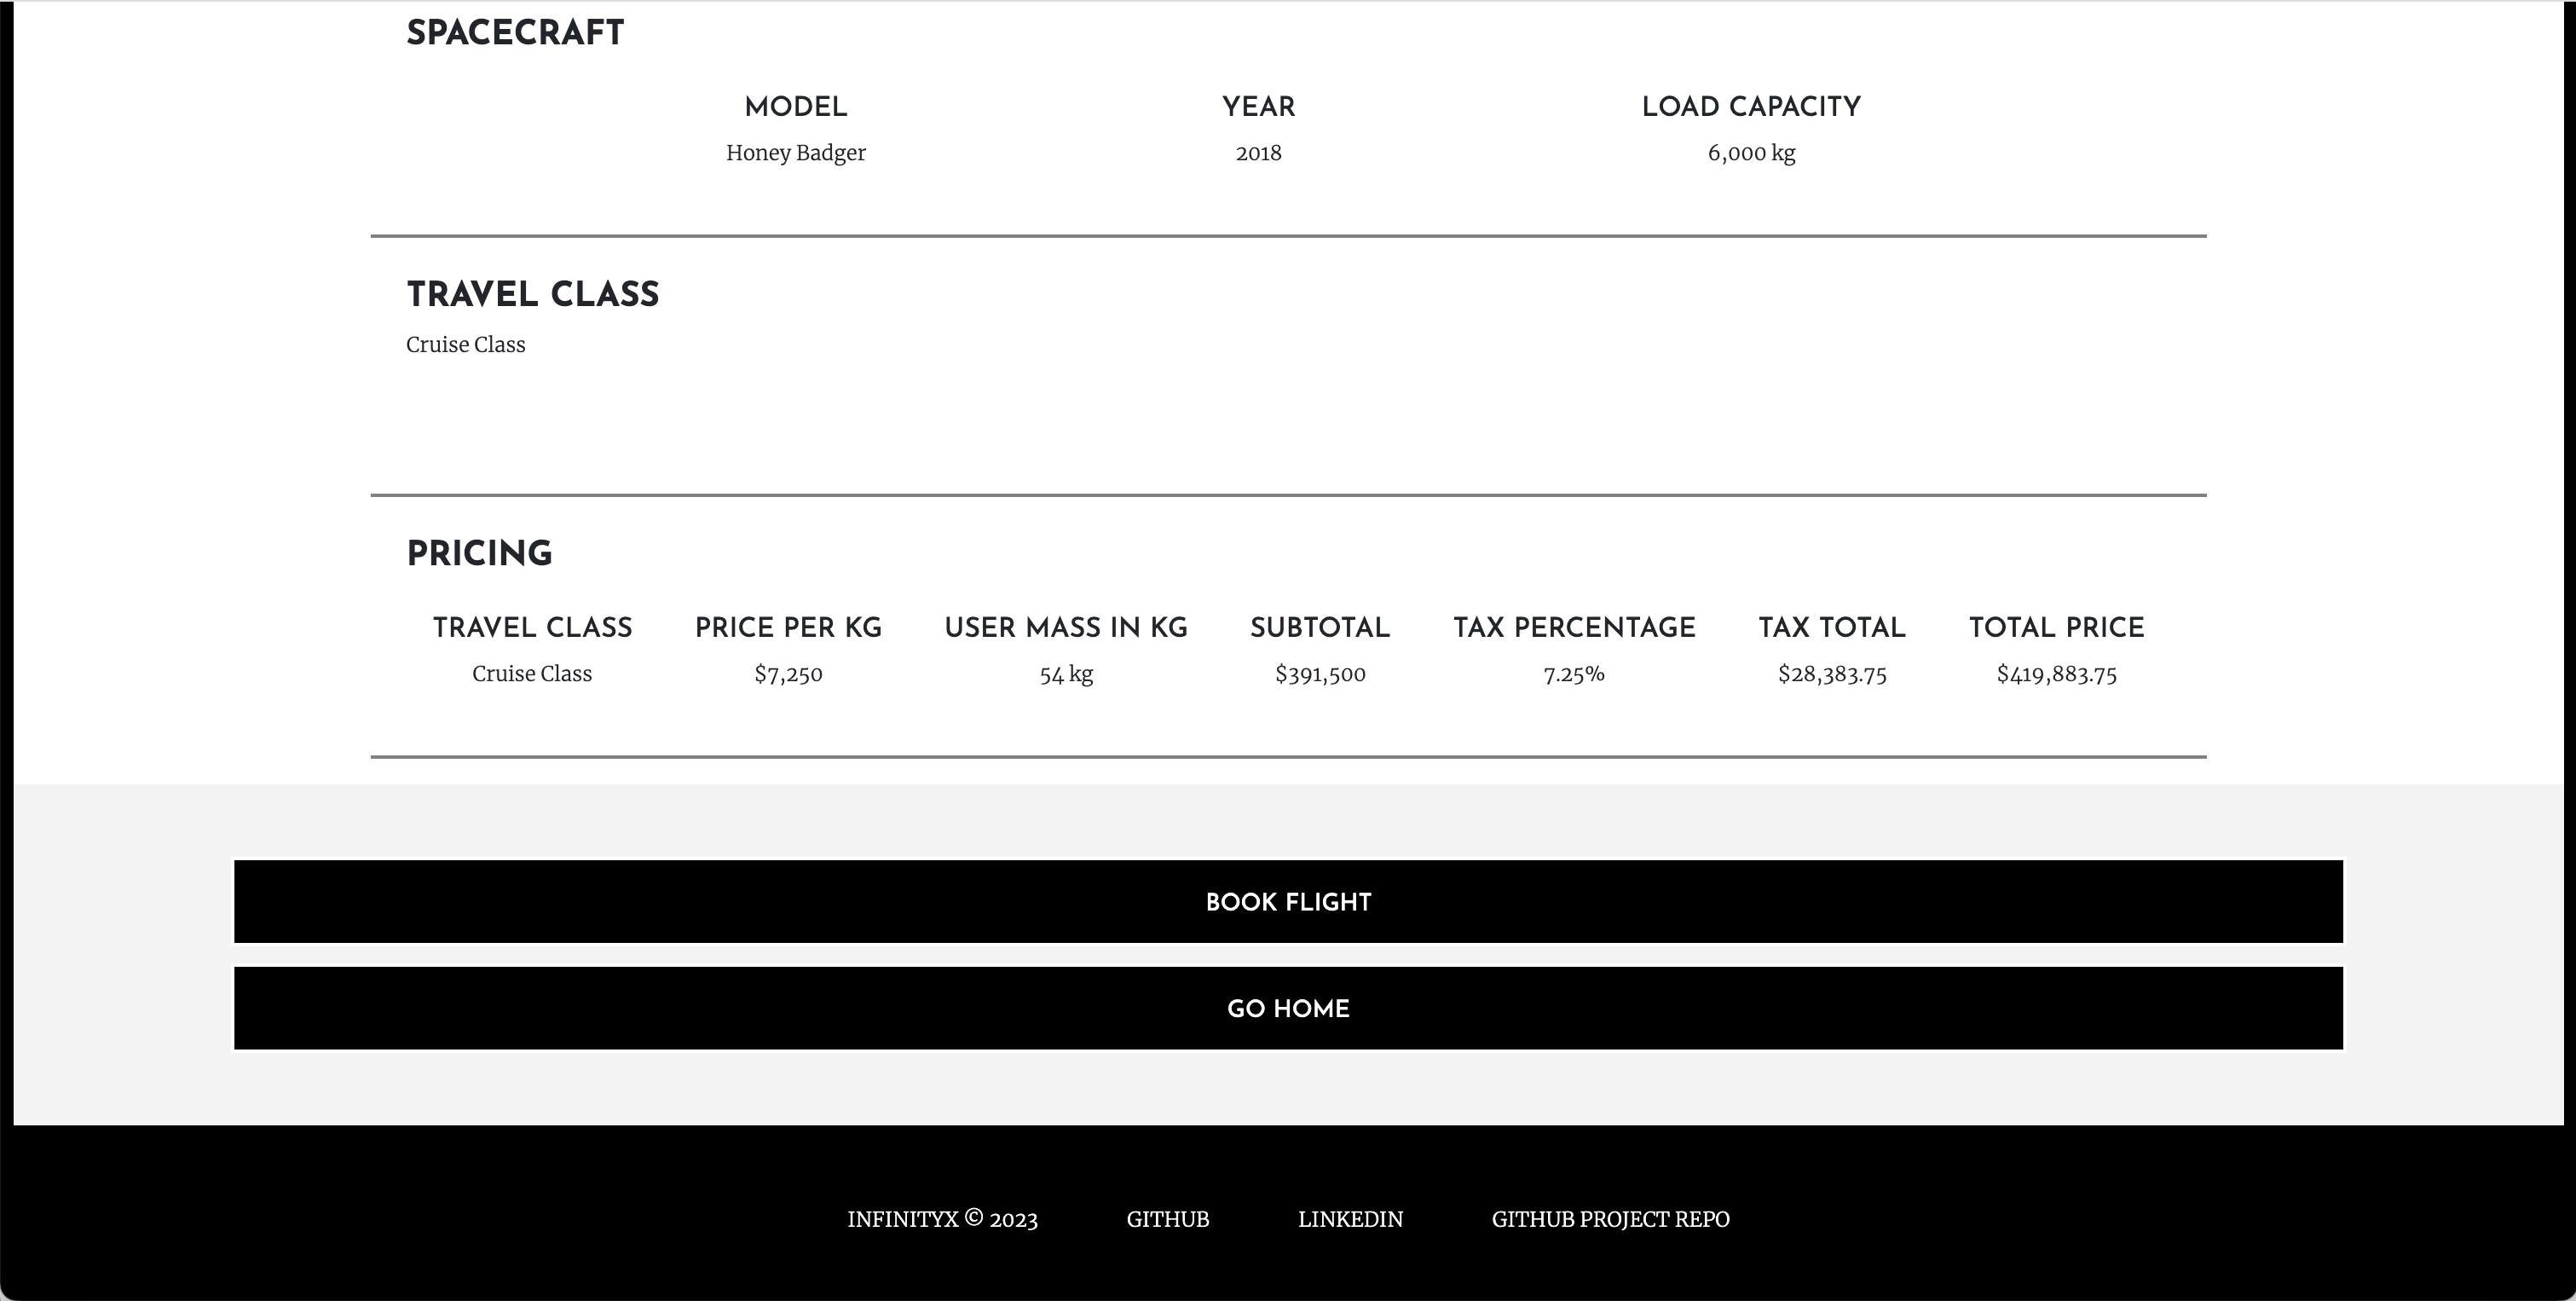 SPACECRAFT
MODEL YEAR LOAD CAPACITY
Honey Badger 2018 6,000 kg
TRAVEL CLASS
Cruise Class
PRICING
TRAVEL CLASS PRICE PER KG USER MASS IN KG SUBTOTAL TAX PERCENTAGE TAX TOTAL TOTAL PRICE
Cruise Class $7,250 54 kg $391,500 7.25% $28,383.75 $419,883.75
BOOK FLIGHT
GO HOME
INFINITYX © 2023 GITHUB LINKEDIN GITHUB PROJECT REPO